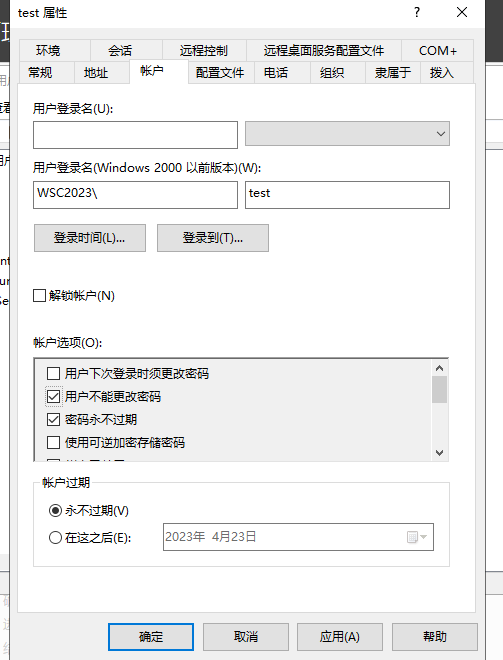 test 属性
环境 会话 远程控制 远程桌面服务配置文件 COM+
常规 地址 帐户 配置文件 电话 组织 隶属于 拨入
用户登录名(U):
用户登录名(Windows 2000 以前版本)(W):
WSC2023\ test
登录时间(L)... 登录到(T)...
解锁帐户(N)
帐户选项(O):
用户下次登录时须更改密码
用户不能更改密码
密码永不过期
使用可逆加密存储密码
帐户过期
永不过期(V)
在这之后(E): 2023年 4月23日
确定 取消 应用(A) 帮助